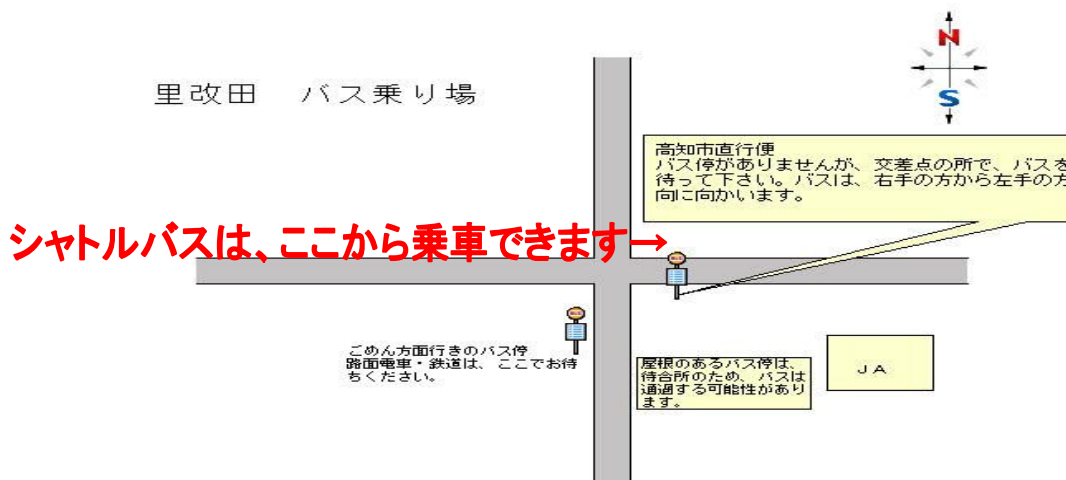 里改田　バス乗り場
N
S
高知市直行便
バス停がありませんが、交差点の所で、バスを
待って下さい。バスは、右手の方から左手の方
向に向かいます。
シャトルバスは、ここから乗車できます→
ごめん方面行きのバス停
路面電車・鉄道は、ここでお待
ちください。
屋根のあるバス停は、
待合所のため、バスは
通過する可能性があり
ます。
ＪＡ